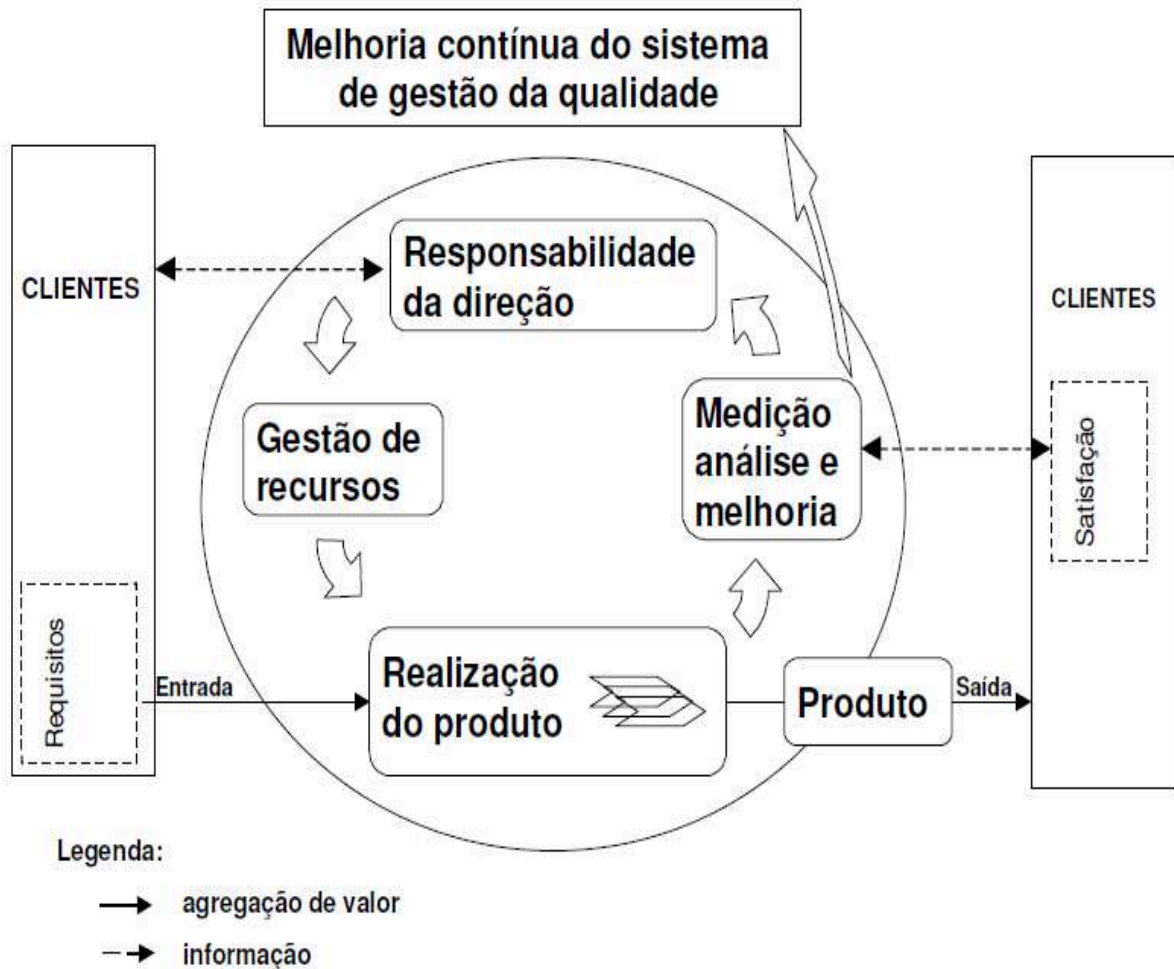 Melhoria contínua do sistema
de gestão da qualidade
CLIENTES
Requisitos
Responsabilidade
da direção
Gestão de
recursos
Medição
análise e
melhoria
Entrada
Realização
do produto
Produto
Saída
CLIENTES
Satisfação
Legenda:
agregação de valor
informação